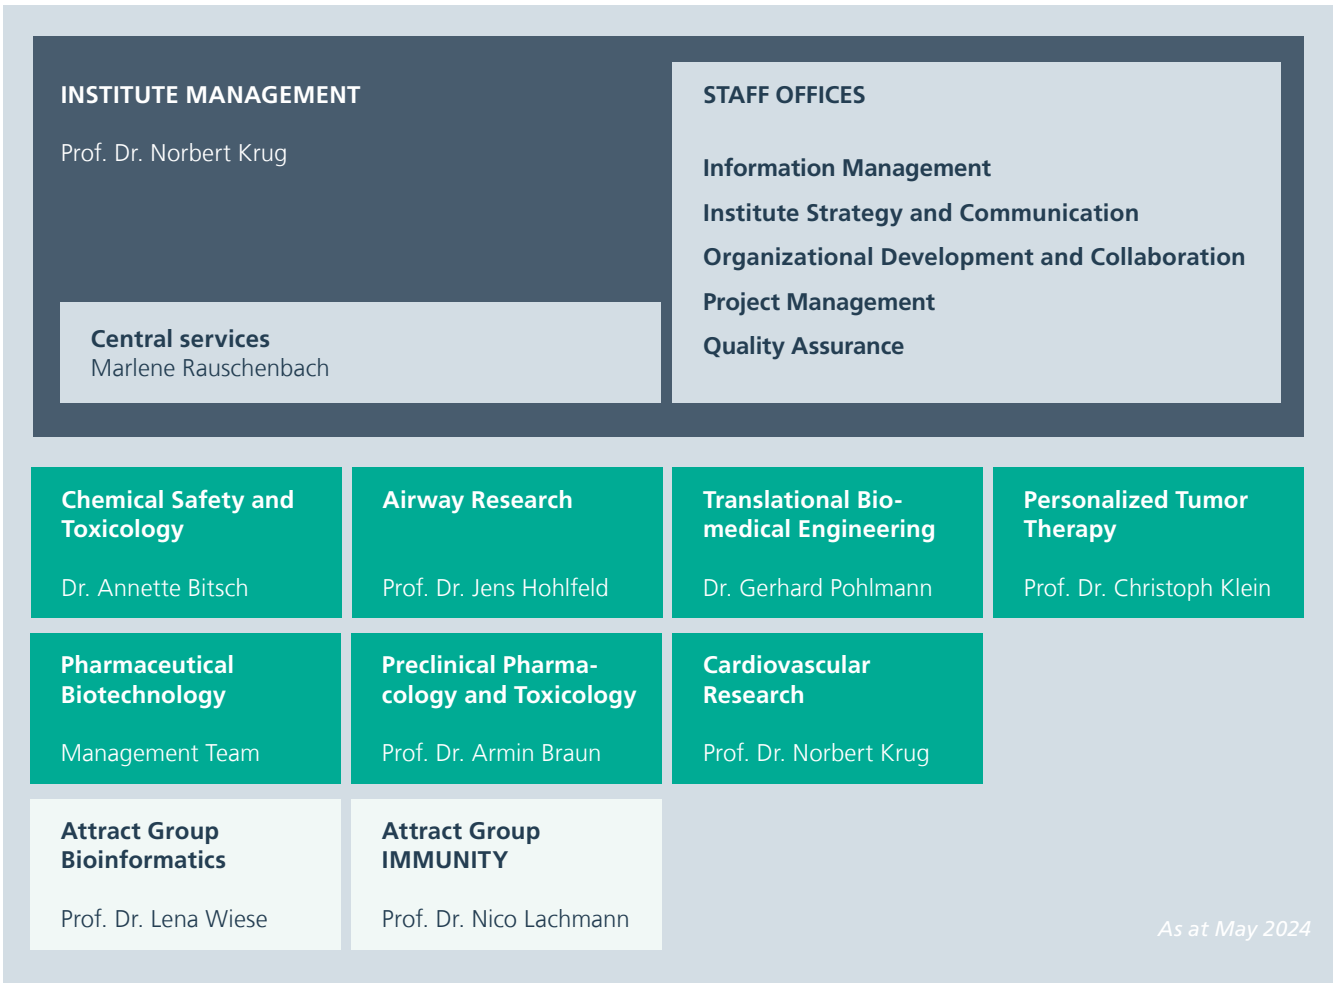 INSTITUTE MANAGEMENT
Prof. Dr. Norbert Krug
Central services
Marlene Rauschenbach
STAFF OFFICES
Information Management
Institute Strategy and Communication
Organizational Development and Collaboration
Project Management
Quality Assurance
Chemical Safety and
Toxicology
Dr. Annette Bitsch
Airway Research
Prof. Dr. Jens Hohlfeld
Translational Bio-
medical Engineering
Dr. Gerhard Pohlmann
Personalized Tumor
Therapy
Prof. Dr. Christoph Klein
Pharmaceutical
Biotechnology
Management Team
Preclinical Pharma-
cology and Toxicology
Prof. Dr. Armin Braun
Cardiovascular
Research
Prof. Dr. Norbert Krug
Attract Group
Bioinformatics
Prof. Dr. Lena Wiese
Attract Group
IMMUNITY
Prof. Dr. Nico Lachmann
As at May 2024